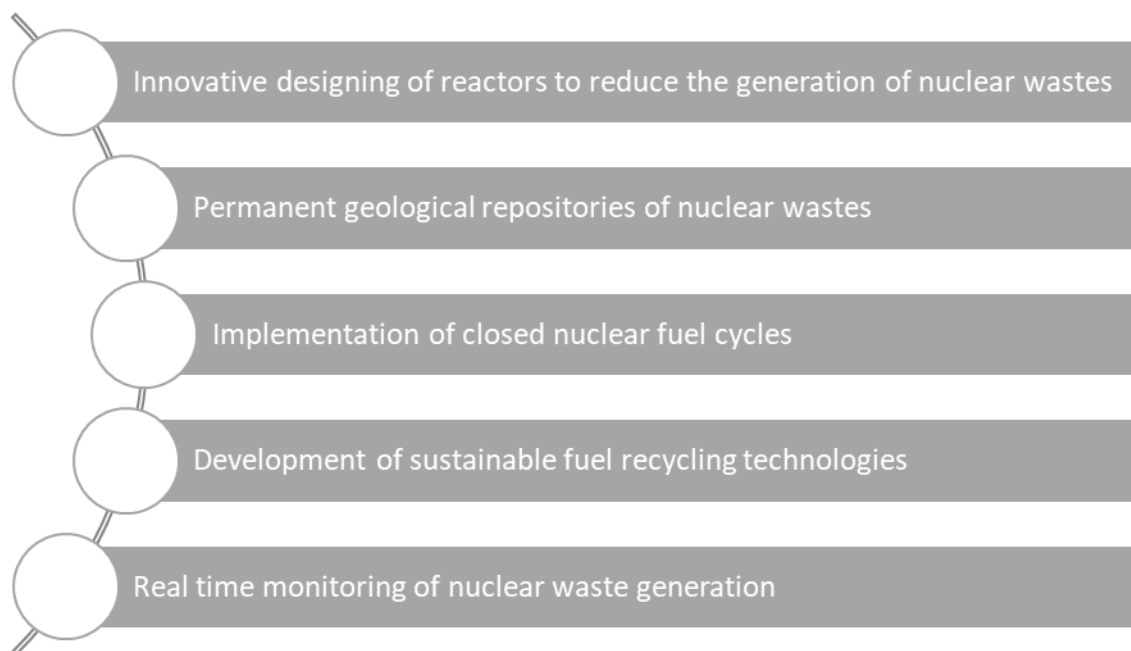 Innovative designing of reactors to reduce the generation of nuclear wastes
Permanent geological repositories of nuclear wastes
Implementation of closed nuclear fuel cycles
Development of sustainable fuel recycling technologies
Real time monitoring of nuclear waste generation